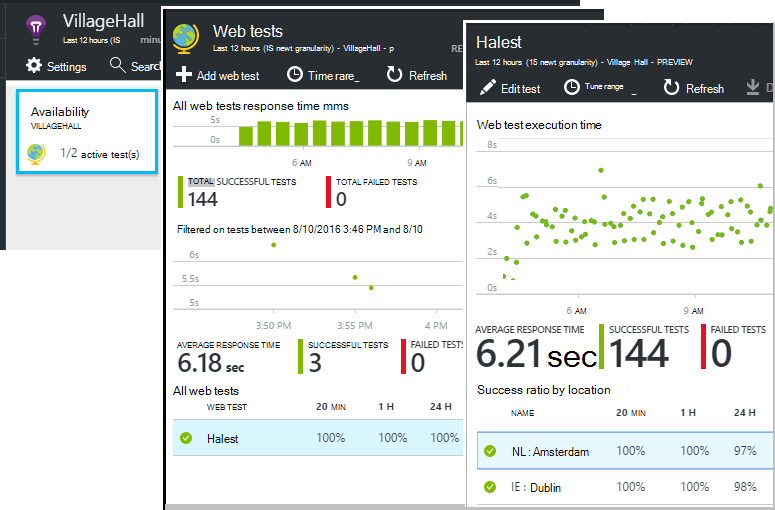 VillageHall
Last 12 hours (IS minu
Settings
Search
Availability
VILLAGEHALL
1/2 active test(s)
Web tests
Last 12 hours (IS newt granularity) - VillageHall - p
RE
Add web test
Time rare_
Refresh
All web tests response time mms
5s
0s
6 AM
9 AM
TOTAL SUCCESSFUL TESTS
144
TOTAL FAILED TESTS
0
Filtered on tests between 8/10/2016 3:46 PM and 8/10
6s
5.5s
5s
3:50 PM
3:55 PM
4 PM
AVERAGE RESPONSE TIME
6.18 sec
SUCCESSFUL TESTS
3
FAILED TESTS
0
All web tests
WEB TEST 20 MIN 1 H 24 H
Halest 100% 100% 100%
Halest
Last 12 hours (15 newt granularity) - Village Hall - PREVIEW
Edit test
Tune range _
Refresh
D
Web test execution time
8s
6s
4s
2s
0s
6 AM
9 AM
AVERAGE RESPONSE TIME
6.21 sec
SUCCESSFUL TESTS
144
FAILED TESTS
0
Success ratio by location
NAME 20 MIN 1 H 24 H
NL : Amsterdam 100% 100% 97%
IE : Dublin 100% 100% 98%